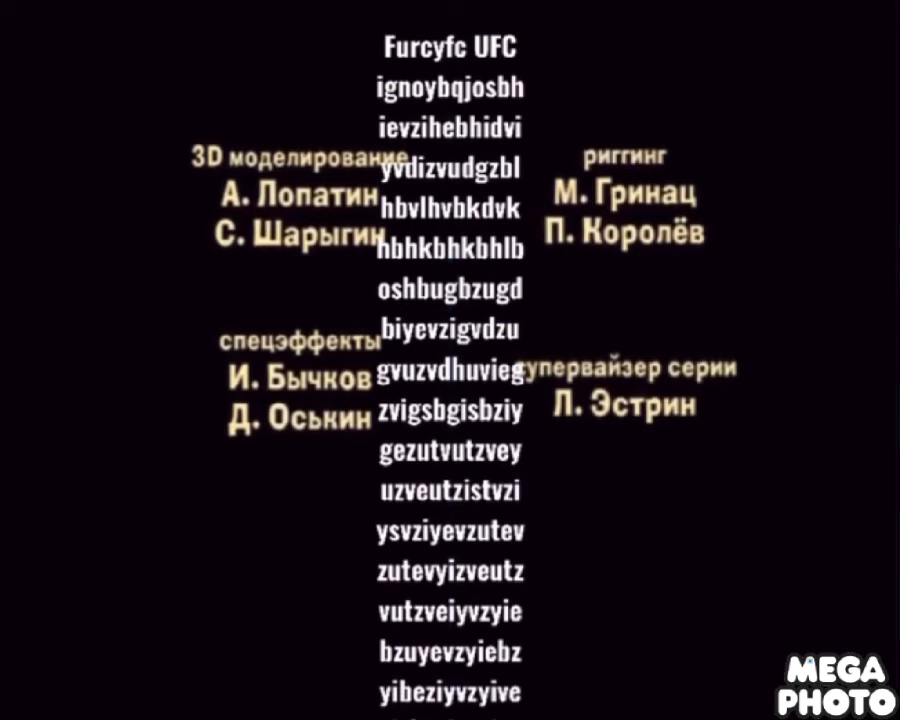 Furcyfc UFC
ignoybqjosbh
ievzihebhidvi
yvdizvudgzbl
hbvlhvbkdvk
hbhkbhkbhlb
oshbugbzugd
biyevzigvdzu
gvuzvdhuvieg
zvigsbgisbziy
gezutvutzvey
uzveutzistvzi
ysvziyevzutev
zutevyizveutz
vutzveiyvzyie
bzuyevzyiebz
yibeziyvzyive
3D моделирование
А. Лопатин
С. Шарыгин
риггинг
М. Гринац
П. Королёв
спецэффекты
И. Бычков
Д. Оськин
супервайзер серии
Л. Эстрин
MEGA
PHOTO